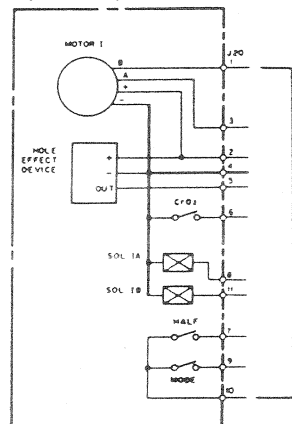 MOTOR I
J.20
B
1
A
+
-
3
HOLE
EFFECT
DEVICE
+
2
-
4
OUT
5
CrO2
6
SOL IA
8
SOL IB
11
HALF
7
9
MODE
10